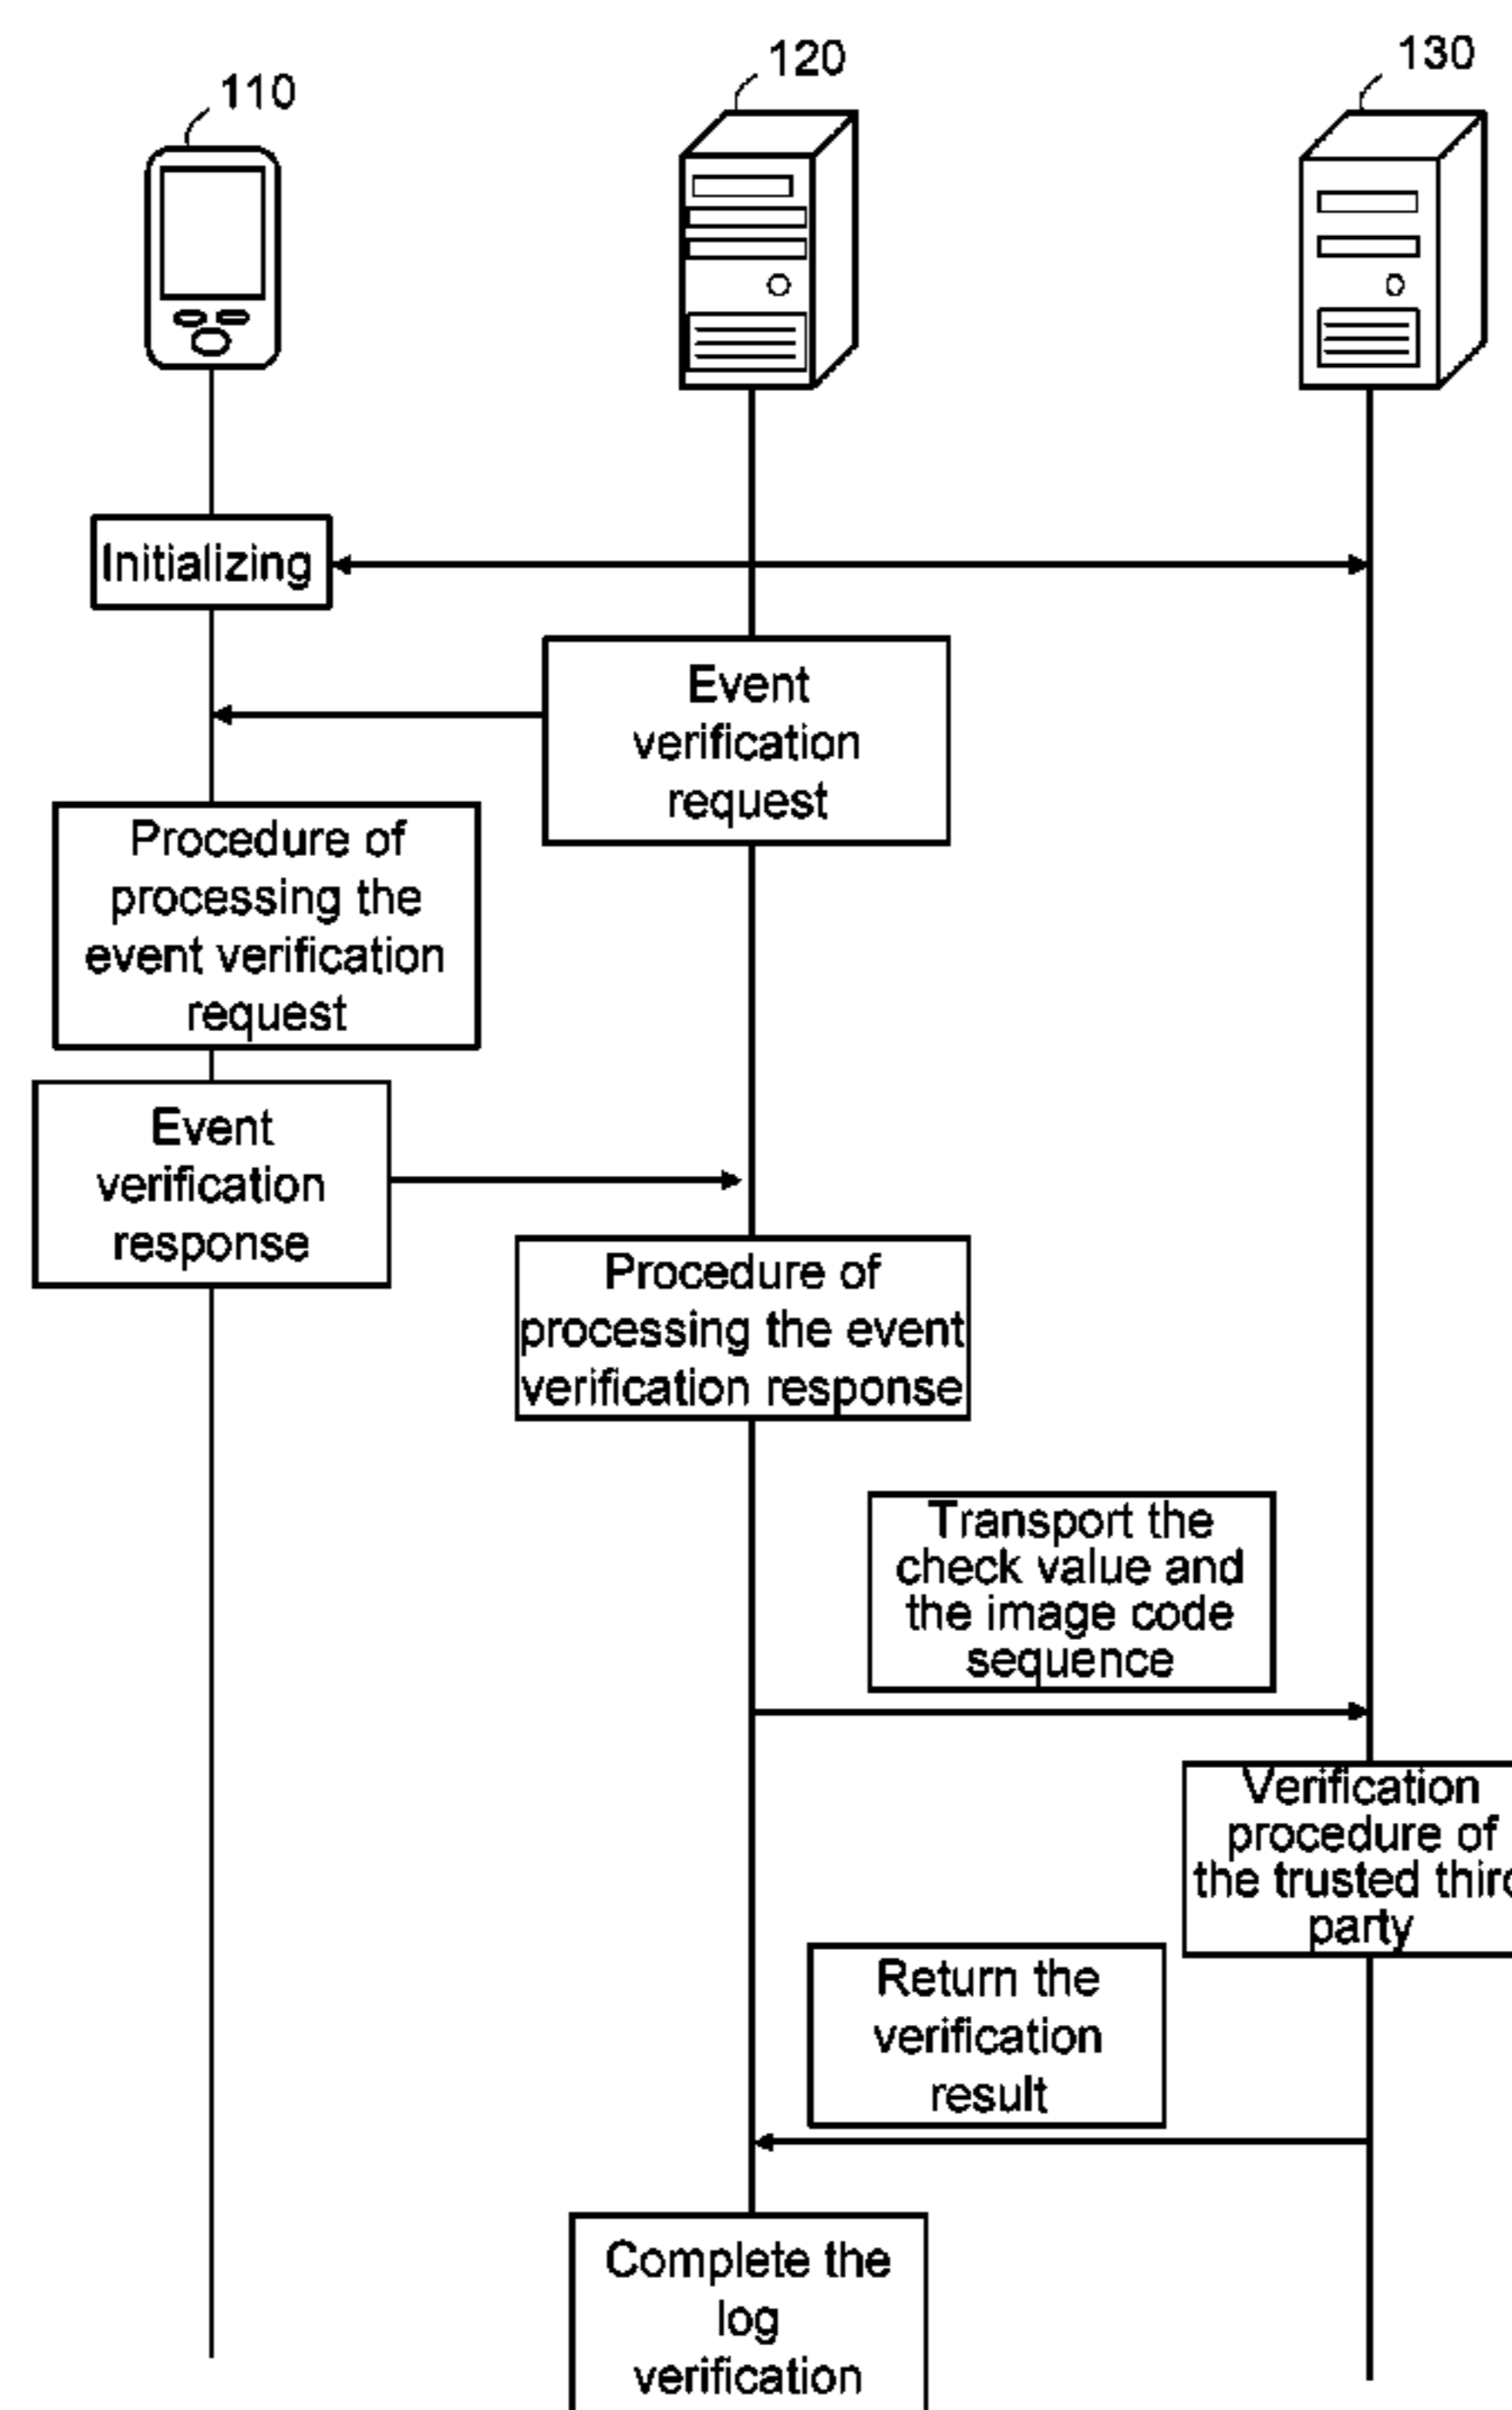 110
120
130
Initializing
Event
verification
request
Procedure of
processing the
event verification
request
Event
verification
response
Procedure of
processing the event
verification response
Transport the
check value and
the image code
sequence
Verification
procedure of
the trusted third
party
Return the
verification
result
Complete the
log
verification